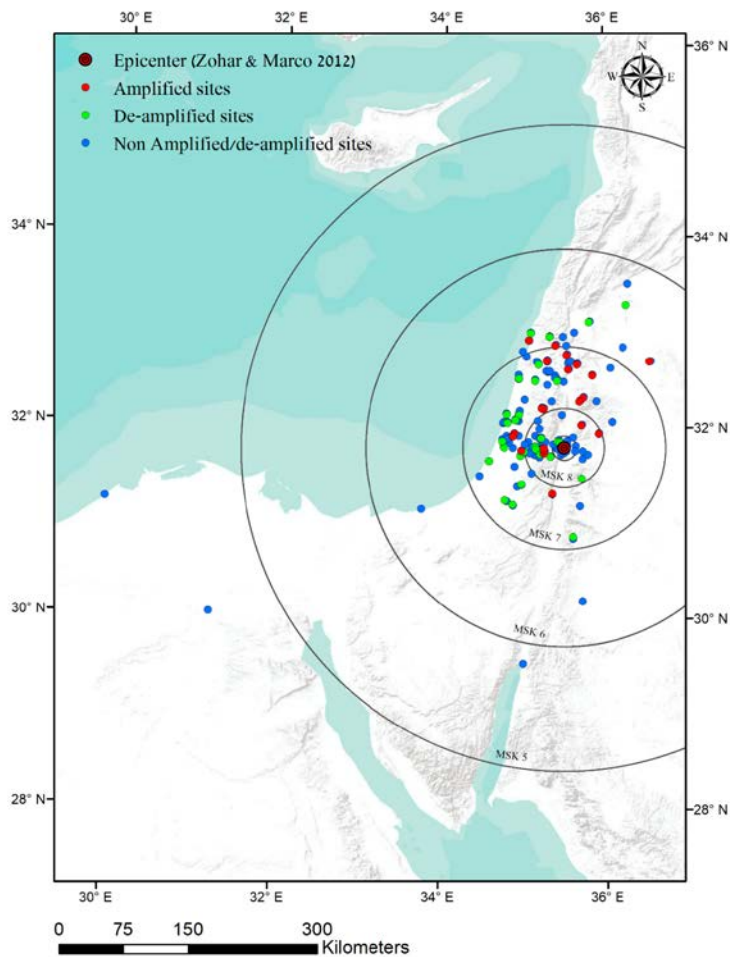 30° E 34° E 36° E
36° N
Epicenter (Zohar & Marco 2012)
Amplified sites
De-amplified sites
Non Amplified/de-amplified sites
N
W E
S
34° N 34° N
32° N 32° N
MSK 8
MSK 7
30° N 30° N
MSK 6
MSK 5
28° N 28° N
30° E 32° E 34° E 36° E
0 75 150 300
Kilometers